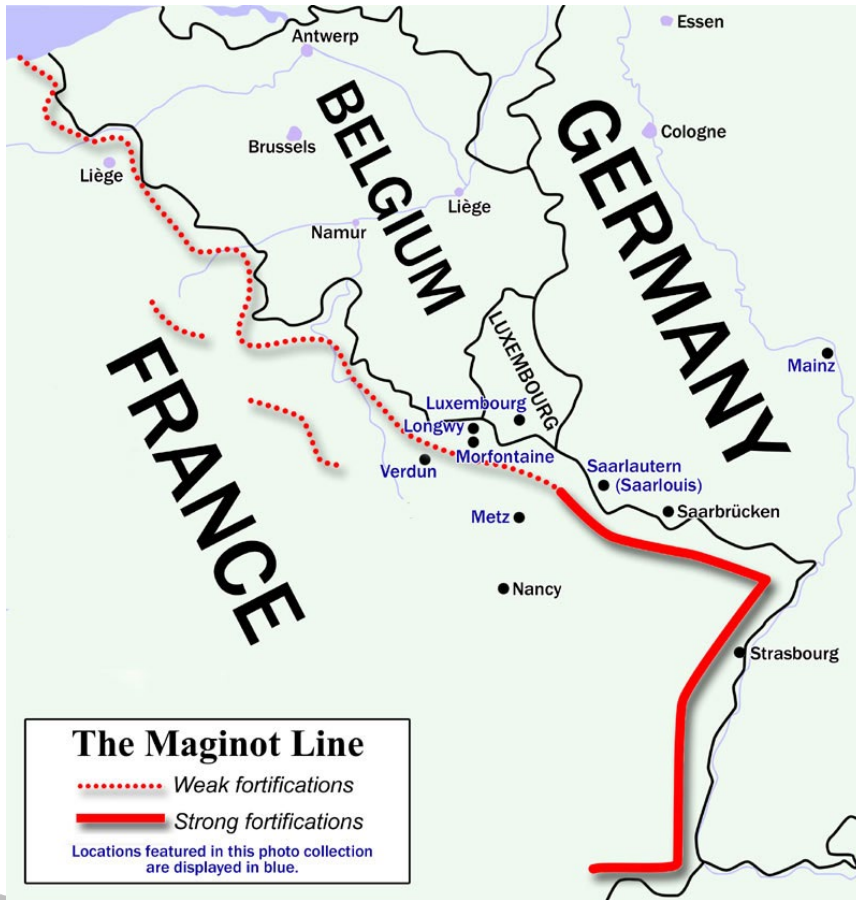 Essen
Antwerp
BELGIUM
GERMANY
Cologne
Brussels
Liège
Liège
Namur
LUXEMBOURG
FRANCE
Mainz
Luxembourg
Longwy
Morfontaine
Verdun
Saarlautern
(Saarlouis)
Saarbrücken
Metz
Nancy
Strasbourg
The Maginot Line
Weak fortifications
Strong fortifications
Locations featured in this photo collection
are displayed in blue.